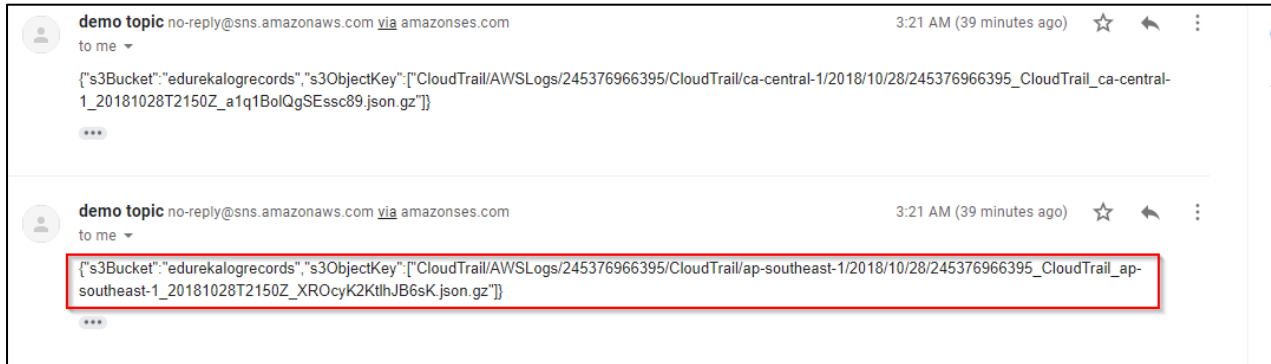 demo topic no-reply@sns.amazonaws.com via amazonses.com 3:21 AM (39 minutes ago)
to me
{"s3Bucket":"edurekalogrecords","s3ObjectKey":["CloudTrail/AWSLogs/245376966395/CloudTrail/ca-central-1/2018/10/28/245376966395_CloudTrail_ca-central-
1_20181028T2150Z_a1q1BolQgSEssc89.json.gz"]}
demo topic no-reply@sns.amazonaws.com via amazonses.com 3:21 AM (39 minutes ago)
to me
{"s3Bucket":"edurekalogrecords","s3ObjectKey":["CloudTrail/AWSLogs/245376966395/CloudTrail/ap-southeast-1/2018/10/28/245376966395_CloudTrail_ap-
southeast-1_20181028T2150Z_XROcyK2KtlhJB6sK.json.gz"]}